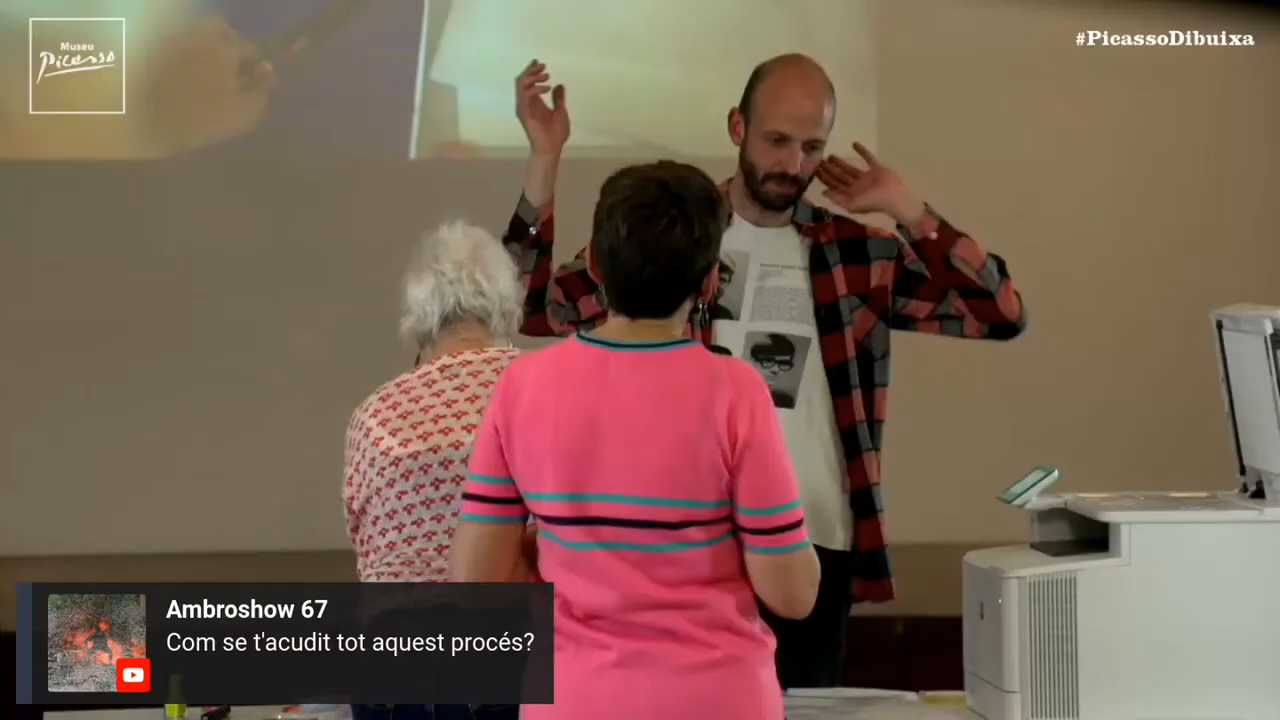 Museu
Picasso
#PicassoDibuixa
Ambroshow 67
Com se t'acudit tot aquest procés?